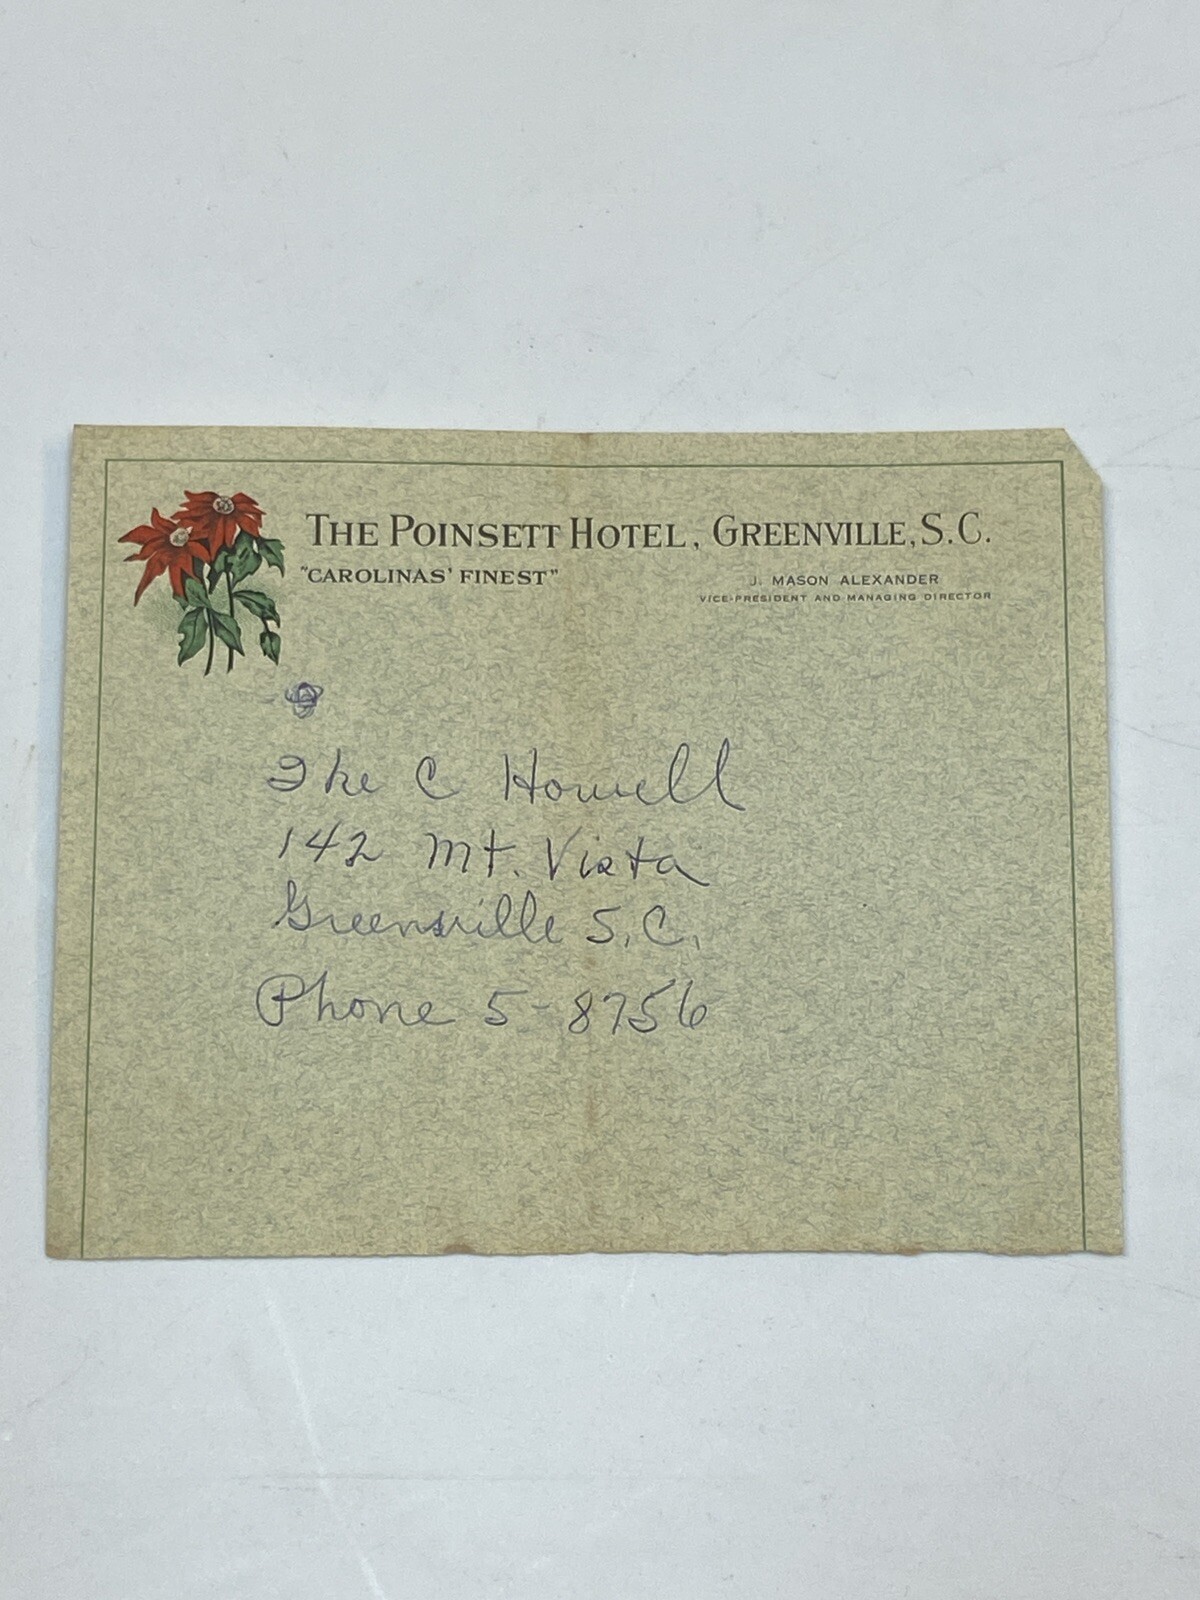 THE POINSETT HOTEL, GREENVILLE, S.C.
"CAROLINAS' FINEST"
J. MASON ALEXANDER
VICE-PRESIDENT AND MANAGING DIRECTOR
The C Howell
142 Mt. Vista
Greenville S.C.
Phone 5-8756